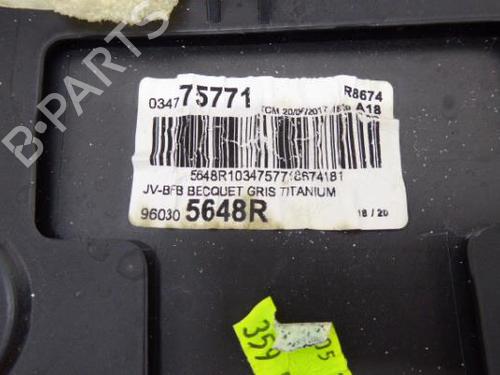 B-PARTS
0347 75771
R8674
A18
5648R1034757718674181
JV-BFB BECQUET GRIS TITANIUM
96030 5648R
18 / 20
359